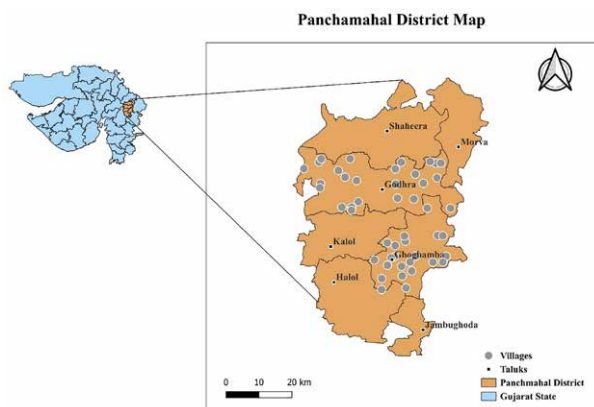 Panchamahal District Map
Shaheera
Morva
Godhra
Kalol
Ghoghamba
Halol
Jambughoda
Villages
Taluks
Panchmahal District
Gujarat State
0 10 20 km